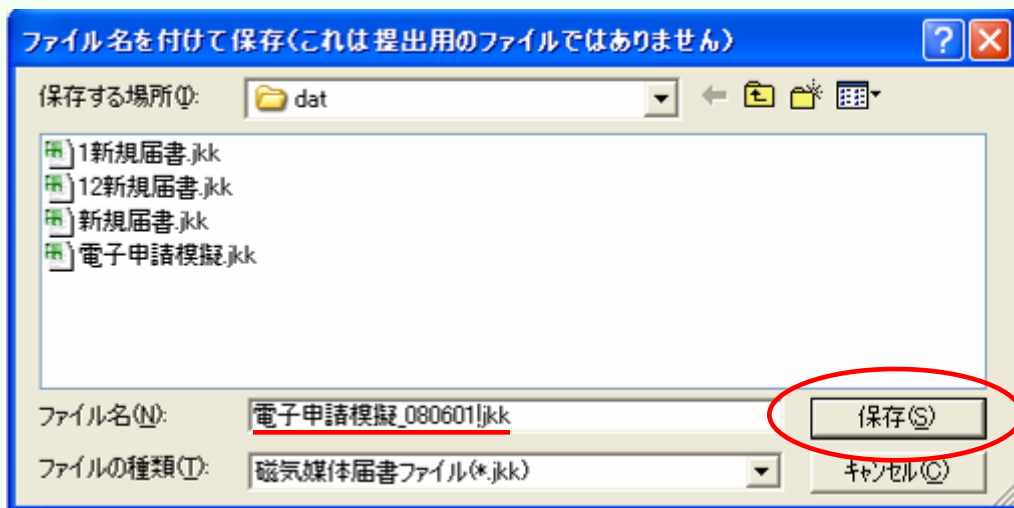 ファイル名を付けて保存(これは提出用のファイルではありません)
保存する場所(I): dat
1新規届書.jkk
12新規届書.jkk
新規届書.jkk
電子申請模擬.jkk
ファイル名(N): 電子申請模擬_080601.jkk 保存(S)
ファイルの種類(T): 磁気媒体届書ファイル(*.jkk) キャンセル(C)